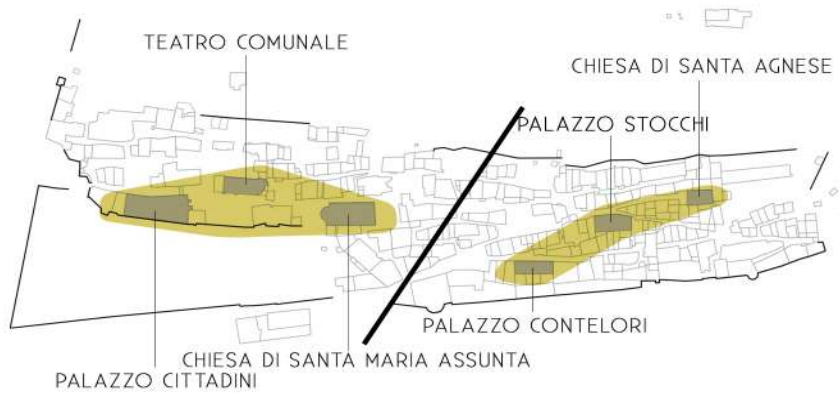 TEATRO COMUNALE
CHIESA DI SANTA AGNESE
PALAZZO STOCCHI
PALAZZO CONTELORI
CHIESA DI SANTA MARIA ASSUNTA
PALAZZO CITTADINI